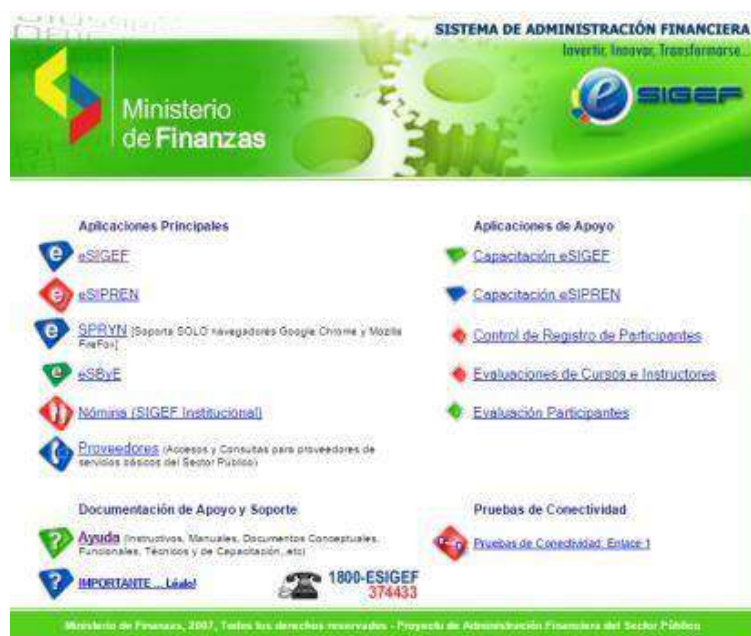 SISTEMA DE ADMINISTRACIÓN FINANCIERA
Invertir, Innovar, Transformarse...
Ministerio
de Finanzas
e SIGEF
Aplicaciones Principales
e eSIGEF
e eSIPREN
e SPRYN [Soporta SOLO navegadores Google Chrome y Mozilla
FireFox]
e eSByE
Nómina (SIGEF Institucional)
Proveedores (Accesos y Consultas para proveedores de
servicios básicos del Sector Público)
Aplicaciones de Apoyo
Capacitación eSIGEF
Capacitación eSIPREN
Control de Registro de Participantes
Evaluaciones de Cursos e Instructores
Evaluación Participantes
Documentación de Apoyo y Soporte
? Ayuda (Instructivos, Manuales, Documentos Conceptuales,
Funcionales, Técnicos y de Capacitación, etc)
? IMPORTANTE ... Léalo!
1800-ESIGEF
374433
Pruebas de Conectividad
Pruebas de Conectividad: Enlace 1
Ministerio de Finanzas, 2007, Todos los derechos reservados - Proyecto de Administración Financiera del Sector Público